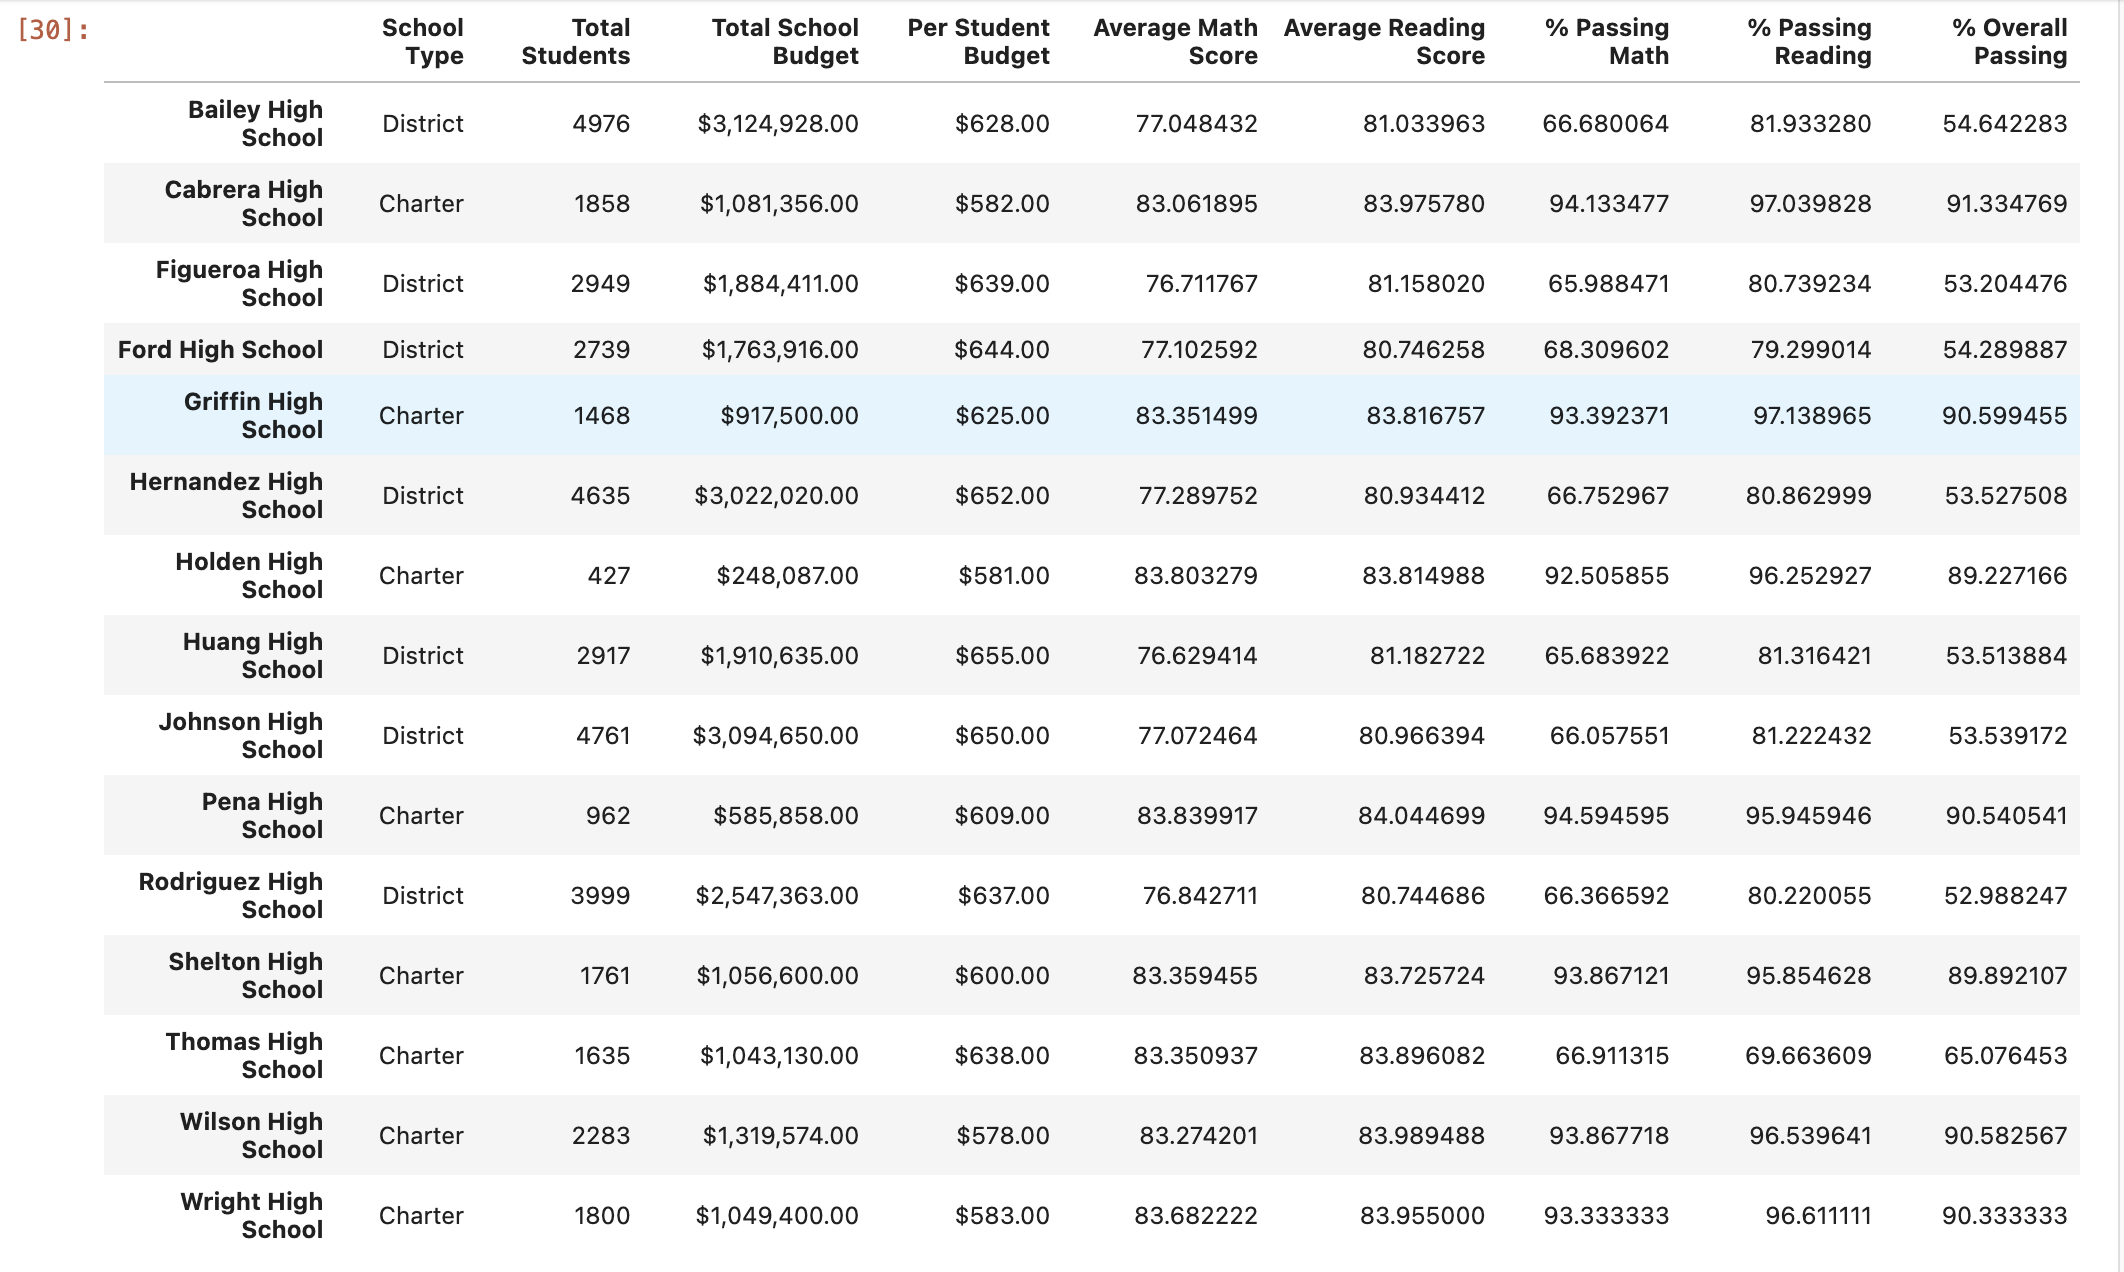 [30]:
School Type Total Students Total School Budget Per Student Budget Average Math Score Average Reading Score % Passing Math % Passing Reading % Overall Passing
Bailey High School District 4976 $3,124,928.00 $628.00 77.048432 81.033963 66.680064 81.933280 54.642283
Cabrera High School Charter 1858 $1,081,356.00 $582.00 83.061895 83.975780 94.133477 97.039828 91.334769
Figueroa High School District 2949 $1,884,411.00 $639.00 76.711767 81.158020 65.988471 80.739234 53.204476
Ford High School District 2739 $1,763,916.00 $644.00 77.102592 80.746258 68.309602 79.299014 54.289887
Griffin High School Charter 1468 $917,500.00 $625.00 83.351499 83.816757 93.392371 97.138965 90.599455
Hernandez High School District 4635 $3,022,020.00 $652.00 77.289752 80.934412 66.752967 80.862999 53.527508
Holden High School Charter 427 $248,087.00 $581.00 83.803279 83.814988 92.505855 96.252927 89.227166
Huang High School District 2917 $1,910,635.00 $655.00 76.629414 81.182722 65.683922 81.316421 53.513884
Johnson High School District 4761 $3,094,650.00 $650.00 77.072464 80.966394 66.057551 81.222432 53.539172
Pena High School Charter 962 $585,858.00 $609.00 83.839917 84.044699 94.594595 95.945946 90.540541
Rodriguez High School District 3999 $2,547,363.00 $637.00 76.842711 80.744686 66.366592 80.220055 52.988247
Shelton High School Charter 1761 $1,056,600.00 $600.00 83.359455 83.725724 93.867121 95.854628 89.892107
Thomas High School Charter 1635 $1,043,130.00 $638.00 83.350937 83.896082 66.911315 69.663609 65.076453
Wilson High School Charter 2283 $1,319,574.00 $578.00 83.274201 83.989488 93.867718 96.539641 90.582567
Wright High School Charter 1800 $1,049,400.00 $583.00 83.682222 83.955000 93.333333 96.611111 90.333333